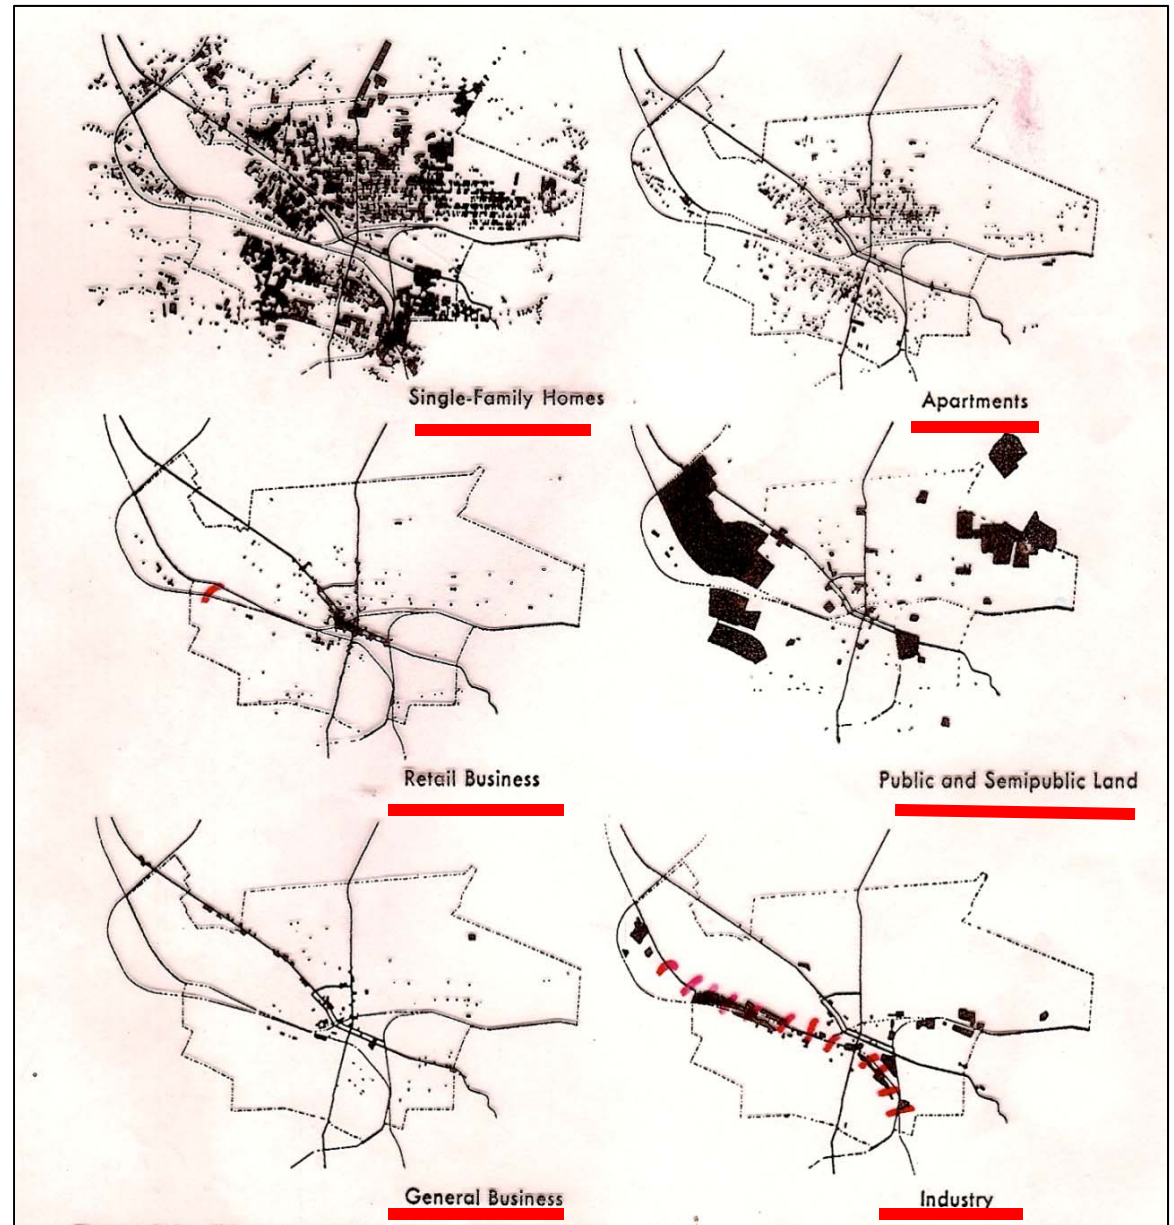 Single-Family Homes
Apartments
Retail Business
Public and Semipublic Land
General Business
Industry